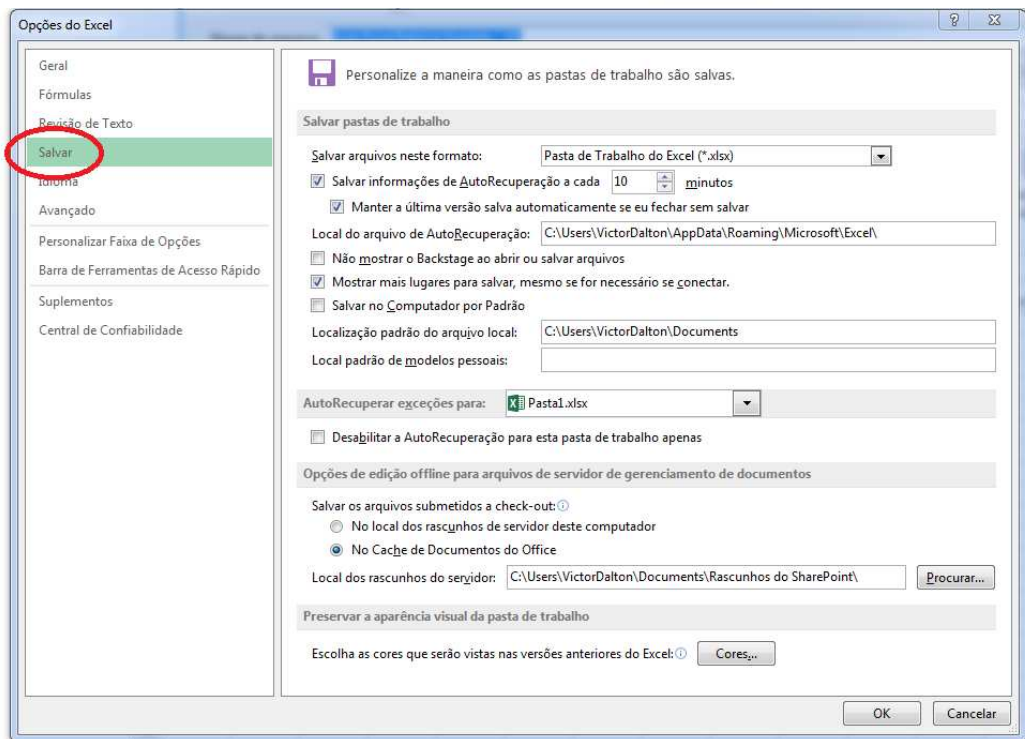 Opções do Excel
Geral
Fórmulas
Revisão de Texto
Salvar
Idioma
Avançado
Personalizar Faixa de Opções
Barra de Ferramentas de Acesso Rápido
Suplementos
Central de Confiabilidade
Personalize a maneira como as pastas de trabalho são salvas.
Salvar pastas de trabalho
Salvar arquivos neste formato: Pasta de Trabalho do Excel (*.xlsx)
Salvar informações de AutoRecuperação a cada 10 minutos
Manter a última versão salva automaticamente se eu fechar sem salvar
Local do arquivo de AutoRecuperação: C:\Users\VictorDalton\AppData\Roaming\Microsoft\Excel\
Não mostrar o Backstage ao abrir ou salvar arquivos
Mostrar mais lugares para salvar, mesmo se for necessário se conectar.
Salvar no Computador por Padrão
Localização padrão do arquivo local: C:\Users\VictorDalton\Documents
Local padrão de modelos pessoais:
AutoRecuperar exceções para: Pasta1.xlsx
Desabilitar a AutoRecuperação para esta pasta de trabalho apenas
Opções de edição offline para arquivos de servidor de gerenciamento de documentos
Salvar os arquivos submetidos a check-out:
No local dos rascunhos de servidor deste computador
No Cache de Documentos do Office
Local dos rascunhos do servidor: C:\Users\VictorDalton\Documents\Rascunhos do SharePoint\ Procurar...
Preservar a aparência visual da pasta de trabalho
Escolha as cores que serão vistas nas versões anteriores do Excel: Cores...
OK Cancelar